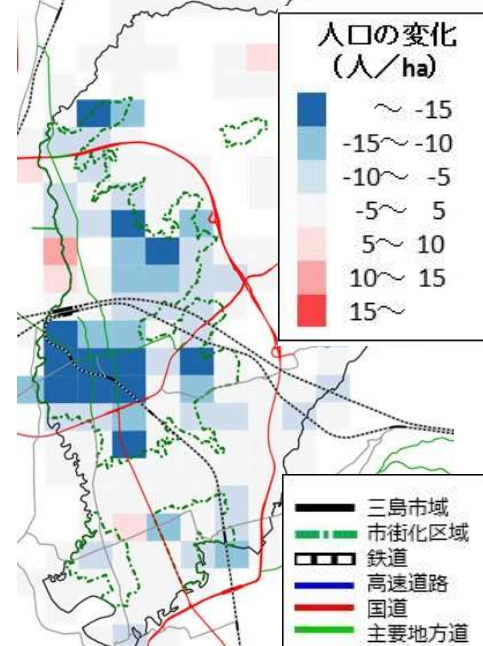 人口の変化
（人／ha）
～ -15
-15～ -10
-10～ -5
-5～ 5
5～ 10
10～ 15
15～
三島市域
市街化区域
鉄道
高速道路
国道
主要地方道